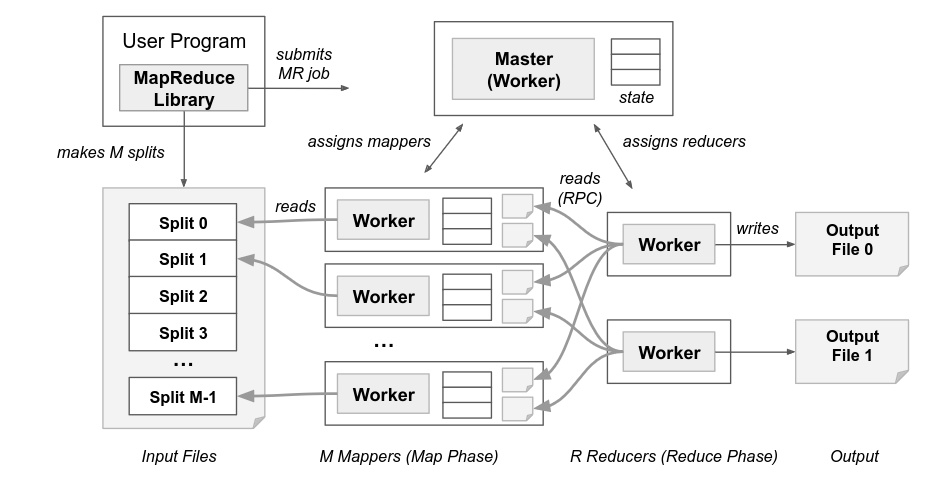 User Program
MapReduce
Library
submits
MR job
Master
(Worker)
state
makes M splits
assigns mappers
assigns reducers
Split 0
Split 1
Split 2
Split 3
...
Split M-1
reads
Worker
Worker
...
Worker
reads
(RPC)
Worker
Worker
writes
Output
File 0
Output
File 1
Input Files
M Mappers (Map Phase)
R Reducers (Reduce Phase)
Output